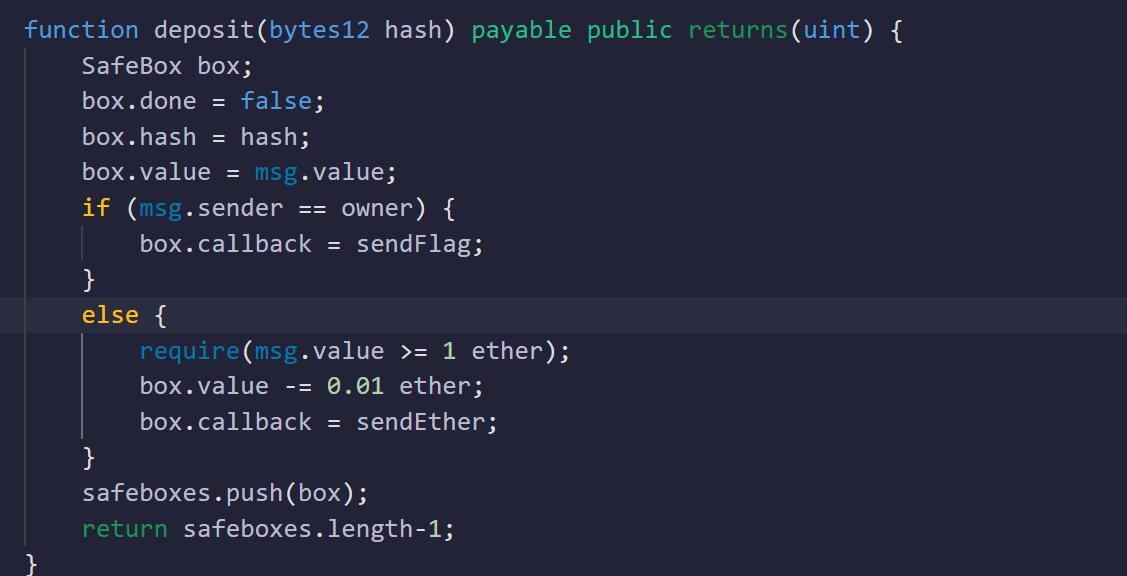 function deposit(bytes12 hash) payable public returns(uint) {
    SafeBox box;
    box.done = false;
    box.hash = hash;
    box.value = msg.value;
    if (msg.sender == owner) {
        box.callback = sendFlag;
    }
    else {
        require(msg.value >= 1 ether);
        box.value -= 0.01 ether;
        box.callback = sendEther;
    }
    safeboxes.push(box);
    return safeboxes.length-1;
}